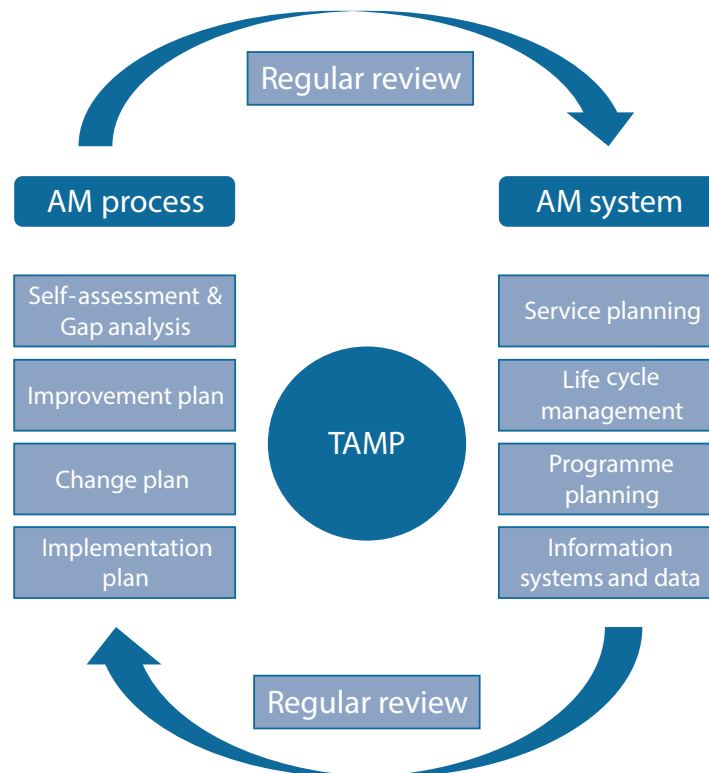 Regular review
AM process
AM system
Self-assessment &
Gap analysis
Improvement plan
Change plan
Implementation
plan
TAMP
Service planning
Life cycle
management
Programme
planning
Information
systems and data
Regular review